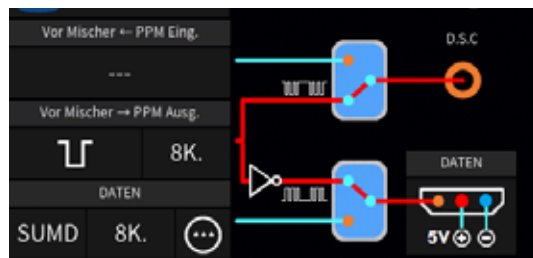 Vor Mischer ← PPM Eing.
D.S.C
---
Vor Mischer → PPM Ausg.
8K.
DATEN
DATEN
SUMD 8K.
5V